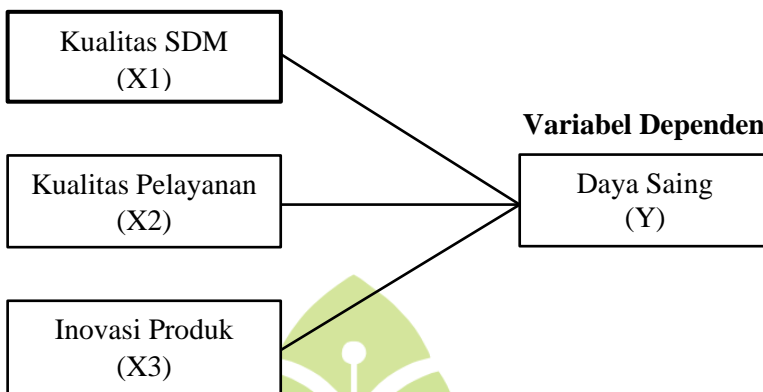 Kualitas SDM
(X1)
Variabel Dependen
Kualitas Pelayanan
(X2)
Daya Saing
(Y)
Inovasi Produk
(X3)